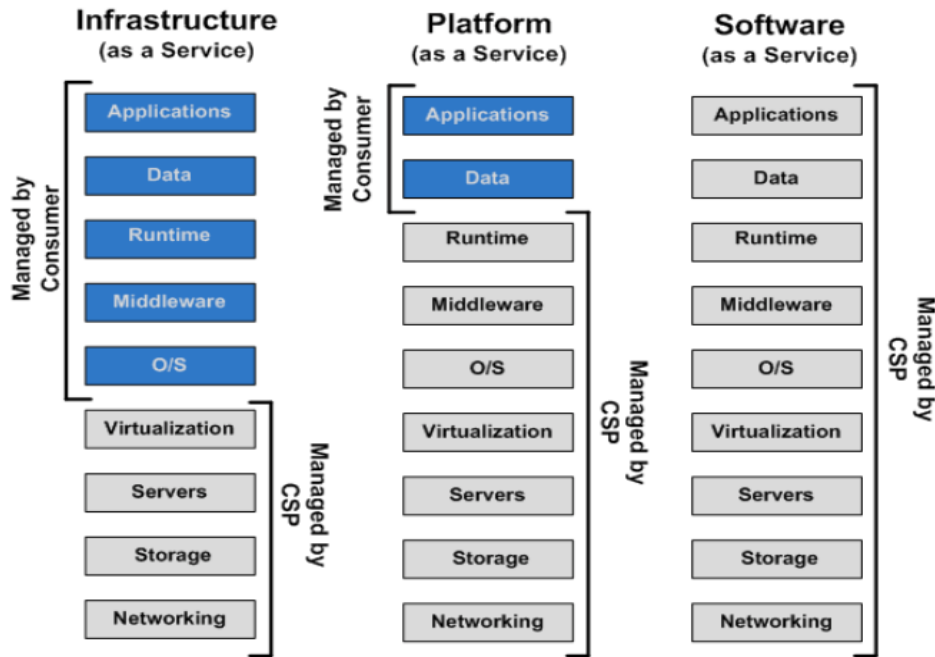 Infrastructure
(as a Service)
Managed by
Consumer
Applications
Data
Runtime
Middleware
O/S
Virtualization
Servers
Storage
Networking
Managed by
CSP
Platform
(as a Service)
Managed by
Consumer
Applications
Data
Runtime
Middleware
O/S
Virtualization
Servers
Storage
Networking
Managed by
CSP
Software
(as a Service)
Applications
Data
Runtime
Middleware
O/S
Virtualization
Servers
Storage
Networking
Managed by
CSP